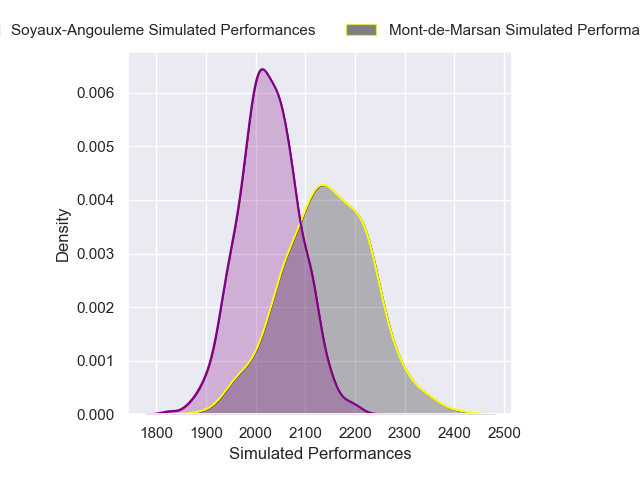 Soyaux-Angouleme Simulated Performances
Mont-de-Marsan Simulated Performa
0.006
0.005
0.004
0.003
0.002
0.001
0.000
Density
1800 1900 2000 2100 2200 2300 2400 2500
Simulated Performances